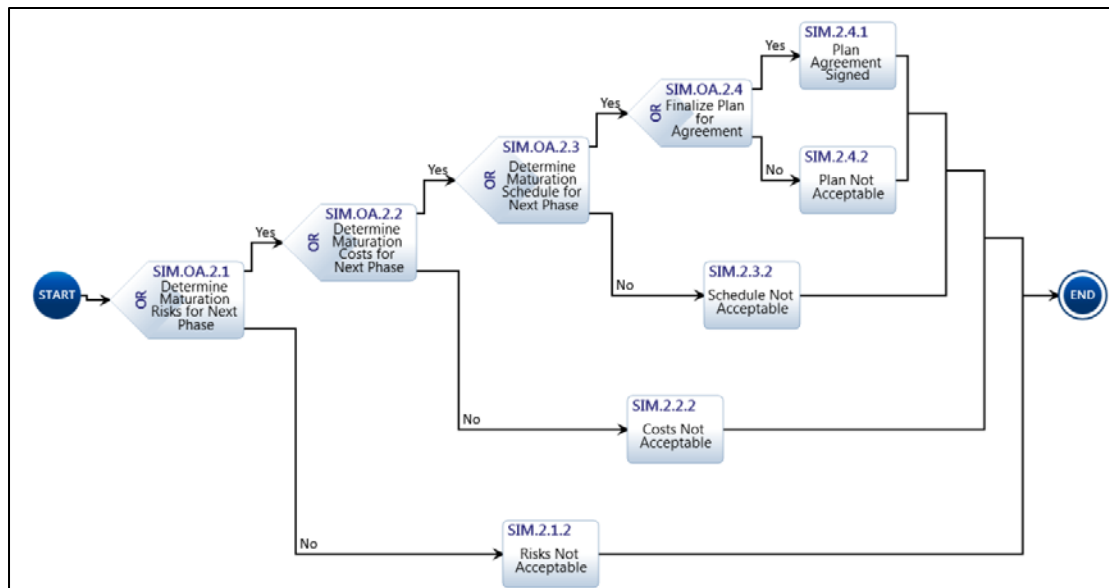 SIM.2.4.1
Plan
Agreement
Signed
Yes
SIM.OA.2.4
OR
Finalize Plan
for
Agreement
Yes
No
SIM.2.4.2
Plan Not
Acceptable
SIM.OA.2.3
OR
Determine
Maturation
Schedule for
Next Phase
Yes
SIM.OA.2.2
OR
Determine
Maturation
Costs for
Next Phase
Yes
No
SIM.2.3.2
Schedule Not
Acceptable
START
SIM.OA.2.1
OR
Determine
Maturation
Risks for Next
Phase
END
No
SIM.2.2.2
Costs Not
Acceptable
No
SIM.2.1.2
Risks Not
Acceptable